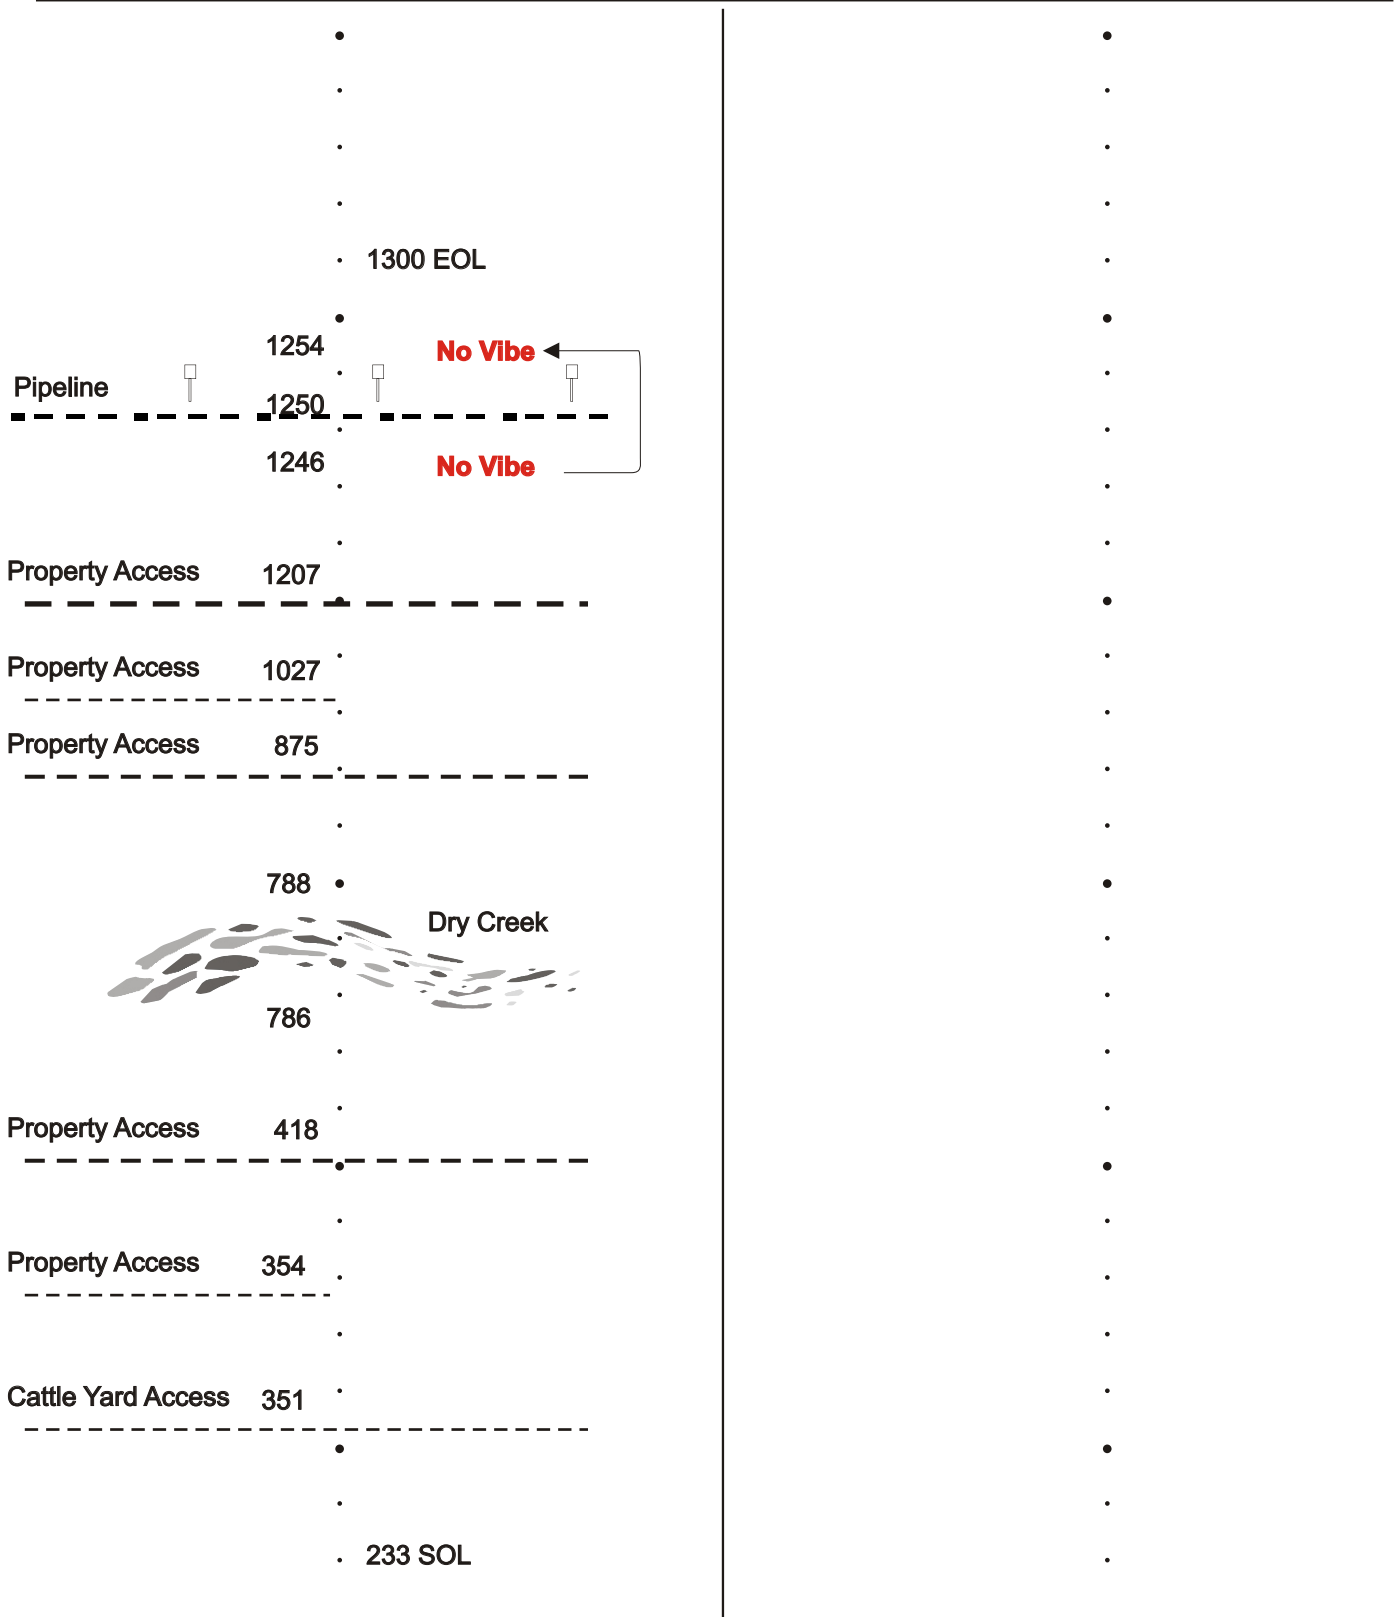 1300 EOL
1254
No Vibe
Pipeline
1250
1246
No Vibe
Property Access 1207
Property Access 1027
Property Access 875
788
Dry Creek
786
Property Access 418
Property Access 354
Cattle Yard Access 351
233 SOL